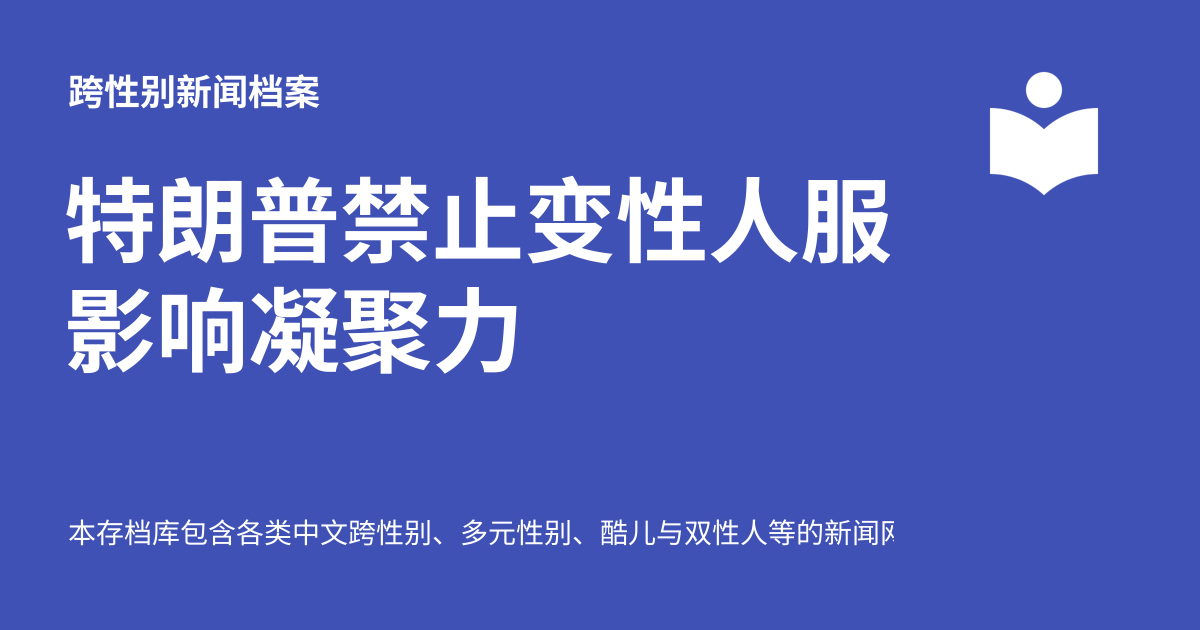 跨性别新闻档案
特朗普禁止变性人服
影响凝聚力
本存档库包含各类中文跨性别、多元性别、酷儿与双性人等的新闻